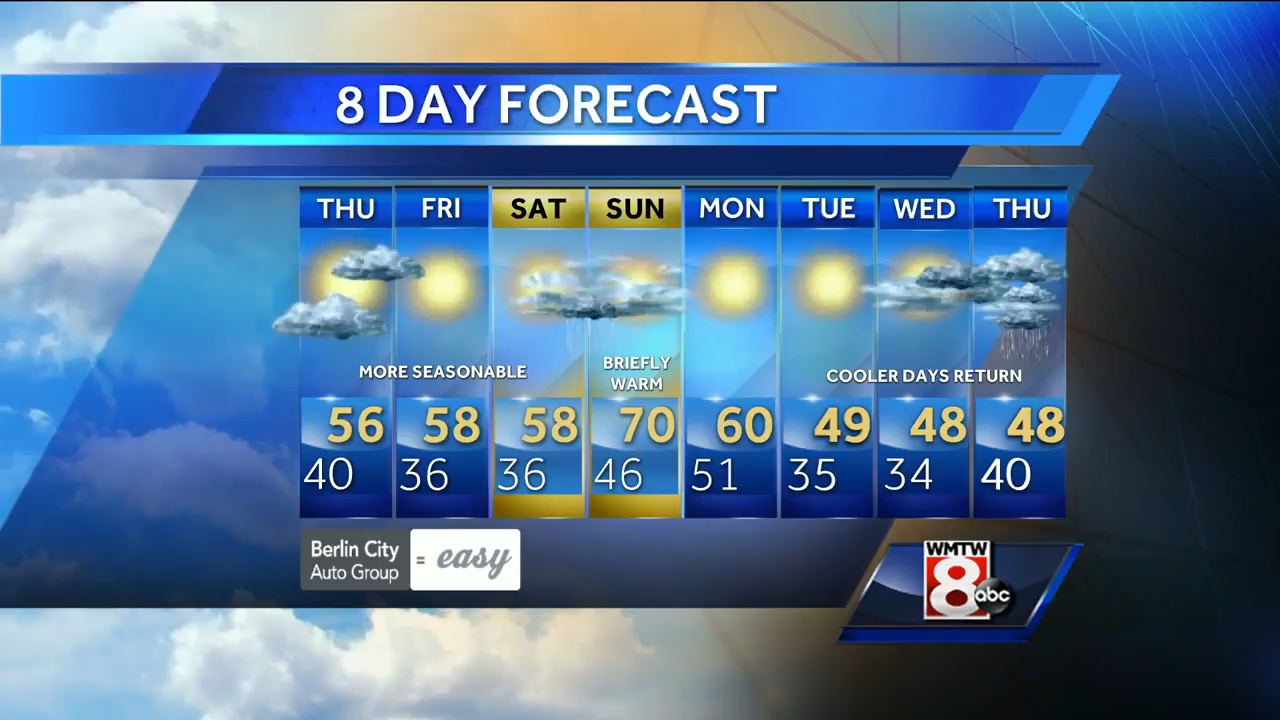 8 DAY FORECAST
THU FRI SAT SUN MON TUE WED THU
MORE SEASONABLE
BRIEFLY
WARM
COOLER DAYS RETURN
56 58 58 70 60 49 48 48
40 36 36 46 51 35 34 40
Berlin City
Auto Group
= easy
WMTW
8
abc